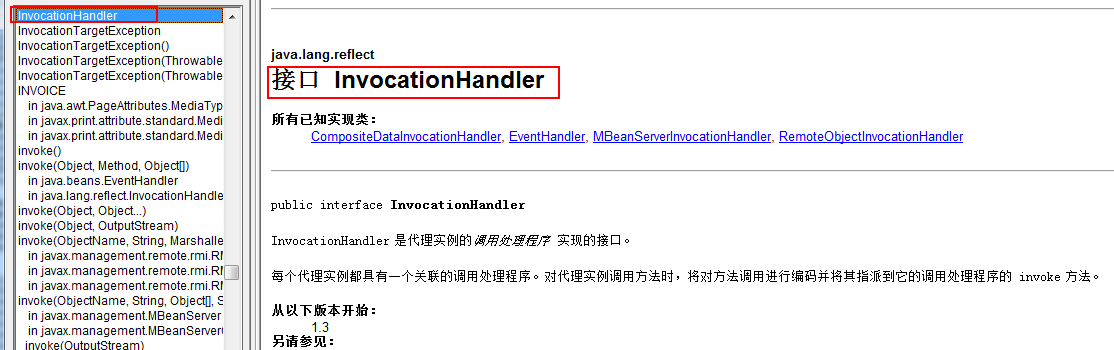 InvocationHandler
InvocationTargetException
InvocationTargetException()
InvocationTargetException(Throwable
InvocationTargetException(Throwable
INVOICE
in java.awt.PageAttributes.MediaTyp
in javax.print.attribute.standard.Medi
in javax.print.attribute.standard.Medi
invoke()
invoke(Object, Method, Object[])
in java.beans.EventHandler
in java.lang.reflect.InvocationHandle
invoke(Object, Object...)
invoke(Object, OutputStream)
invoke(ObjectName, String, Marshalle
in javax.management.remote.rmi.RM
in javax.management.remote.rmi.RM
in javax.management.remote.rmi.RM
invoke(ObjectName, String, Object[], S
in javax.management.MBeanServer
in javax.management.MBeanServer
_invoke(OutputStream)
java.lang.reflect
接口 InvocationHandler
所有已知实现类:
CompositeDataInvocationHandler, EventHandler, MBeanServerInvocationHandler, RemoteObjectInvocationHandler
public interface InvocationHandler
InvocationHandler 是代理实例的调用处理程序 实现的接口。
每个代理实例都具有一个关联的调用处理程序。对代理实例调用方法时，将对方法调用进行编码并将其指派到它的调用处理程序的 invoke 方法。
从以下版本开始:
1.3
另请参见: